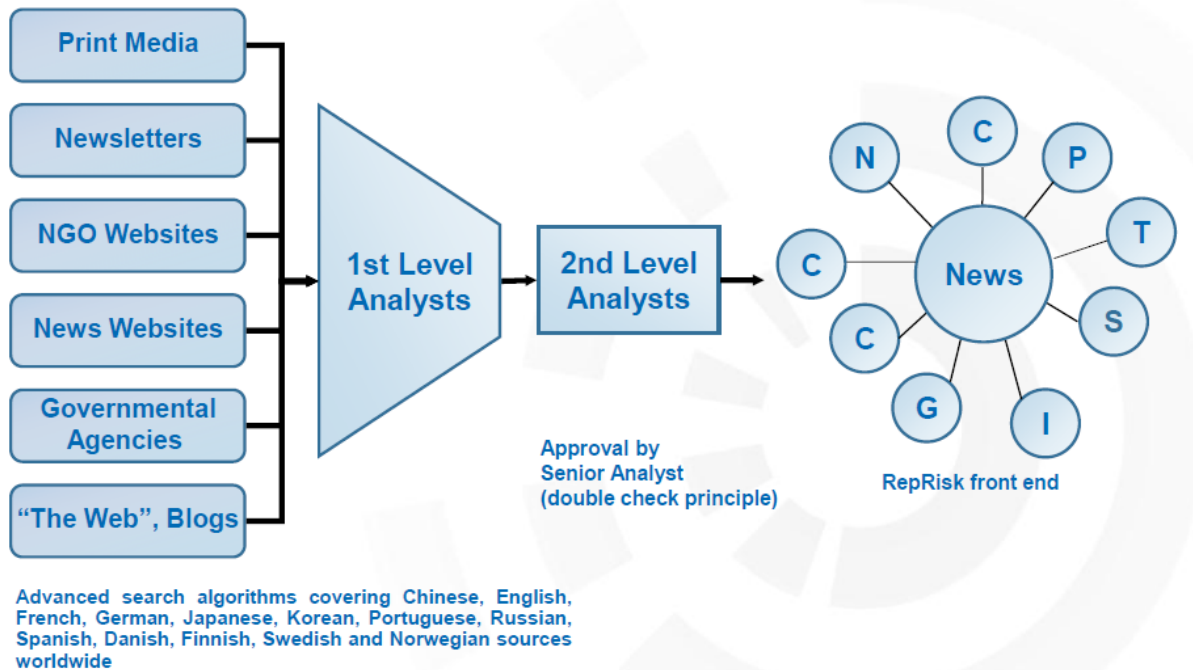 Print Media
Newsletters
NGO Websites
News Websites
Governmental
Agencies
“The Web”, Blogs
Advanced search algorithms covering Chinese, English,
French, German, Japanese, Korean, Portuguese, Russian,
Spanish, Danish, Finnish, Swedish and Norwegian sources
worldwide
1st Level
Analysts
2nd Level
Analysts
Approval by
Senior Analyst
(double check principle)
News
N
C
P
T
S
I
G
C
C
RepRisk front end